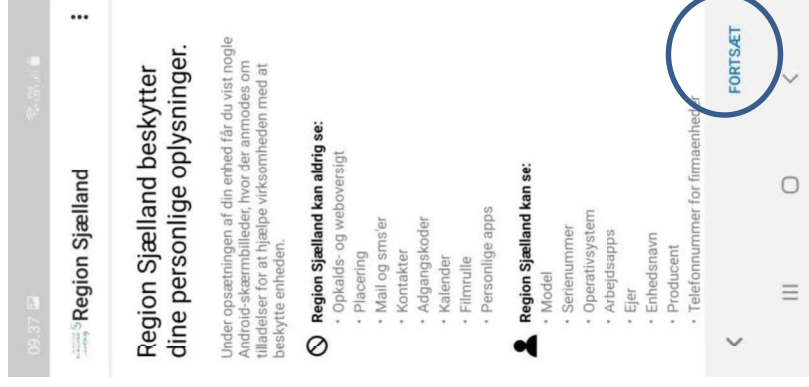 09.37
Region Sjælland
Region Sjælland beskytter
dine personlige oplysninger.
Under opsætningen af din enhed får du vist nogle
Android-skærmbilleder, hvor der anmodes om
tilladelser for at hjælpe virksomheden med at
beskytte enheden.
Region Sjælland kan aldrig se:
· Opkalds- og weboversigt
· Placering
· Mail og sms'er
· Kontakter
· Adgangskoder
· Kalender
· Filmrulle
· Personlige apps
Region Sjælland kan se:
· Model
· Serienummer
· Operativsystem
· Arbejdsapps
· Ejer
· Enhedsnavn
· Producent
· Telefonnummer for firmaenheder
FORTSÆT